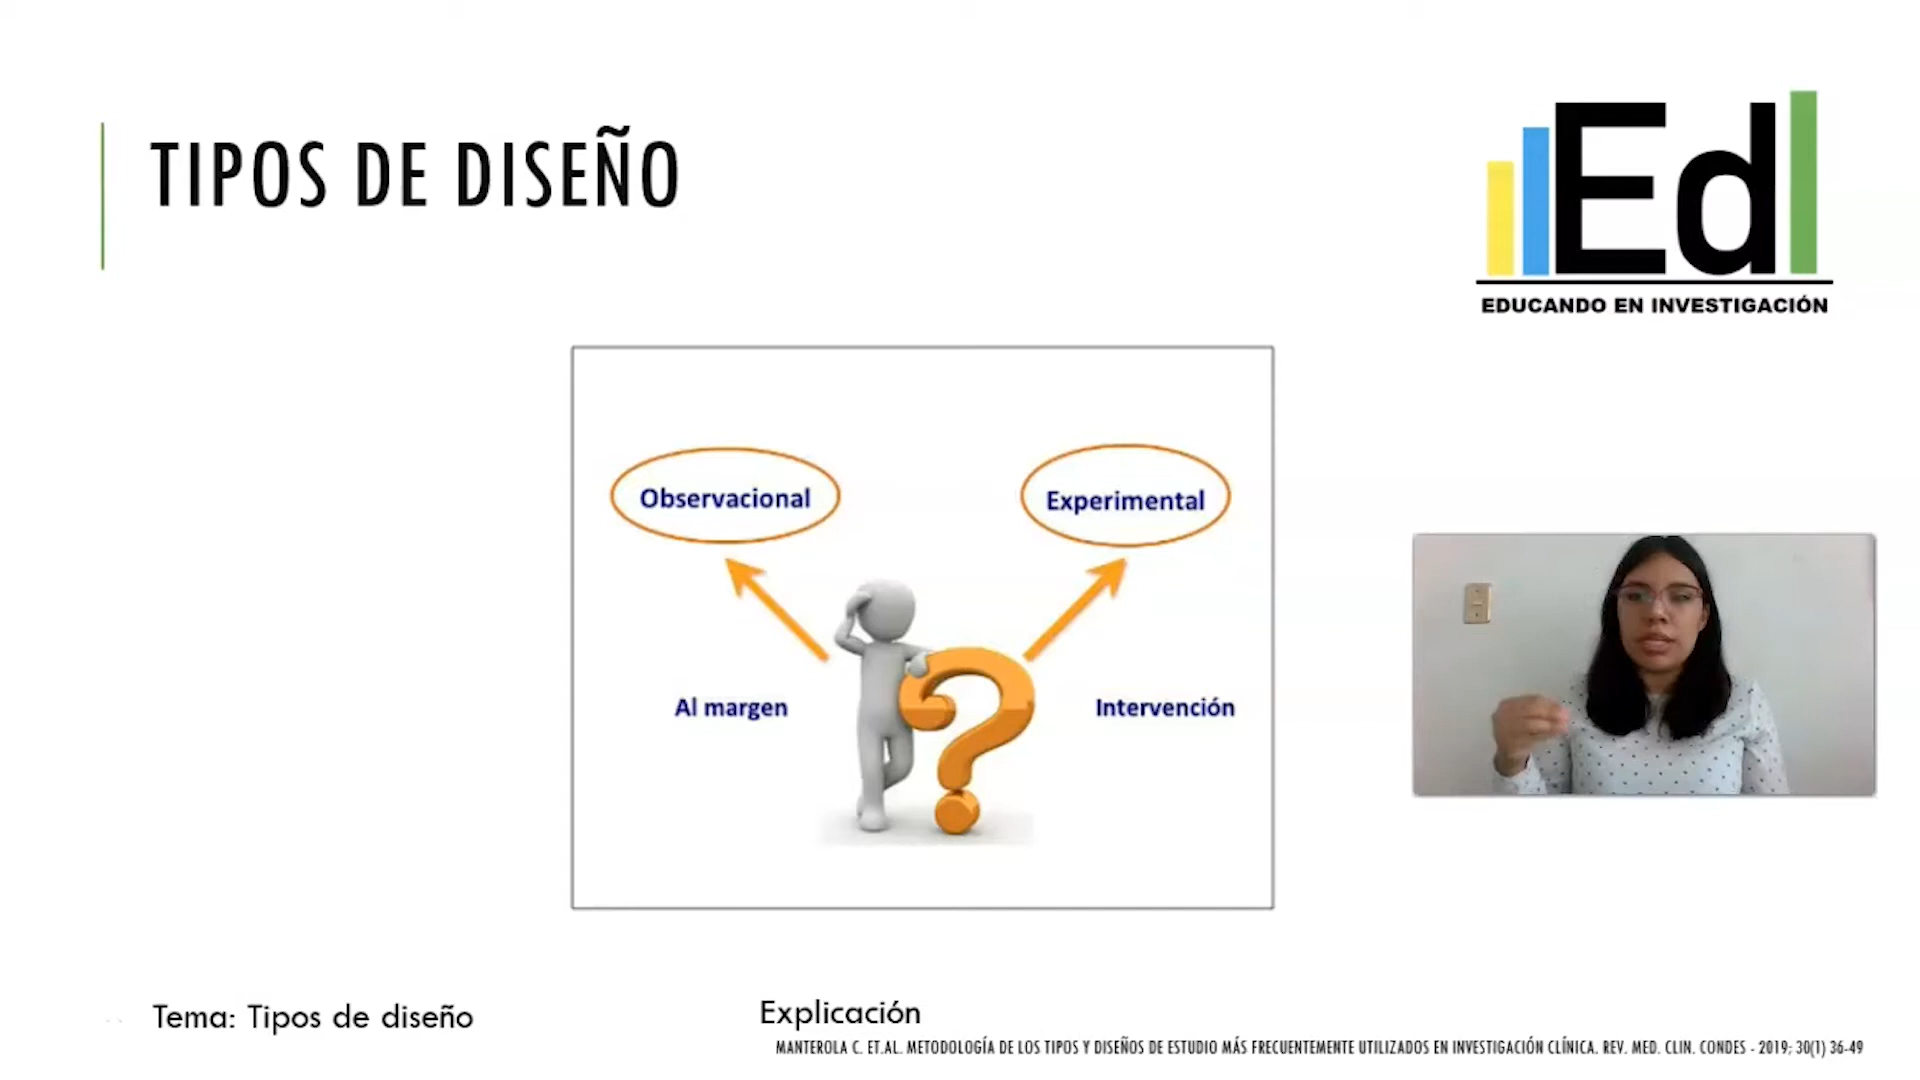 TIPOS DE DISEÑO
EdI
EDUCANDO EN INVESTIGACIÓN
Observacional
Experimental
Al margen
Intervención
Tema: Tipos de diseño
Explicación
MANTEROLA C. ET.AL. METODOLOGÍA DE LOS TIPOS Y DISEÑOS DE ESTUDIO MÁS FRECUENTEMENTE UTILIZADOS EN INVESTIGACIÓN CLÍNICA. REV. MED. CLIN. CONDES - 2019; 30(1) 36-49